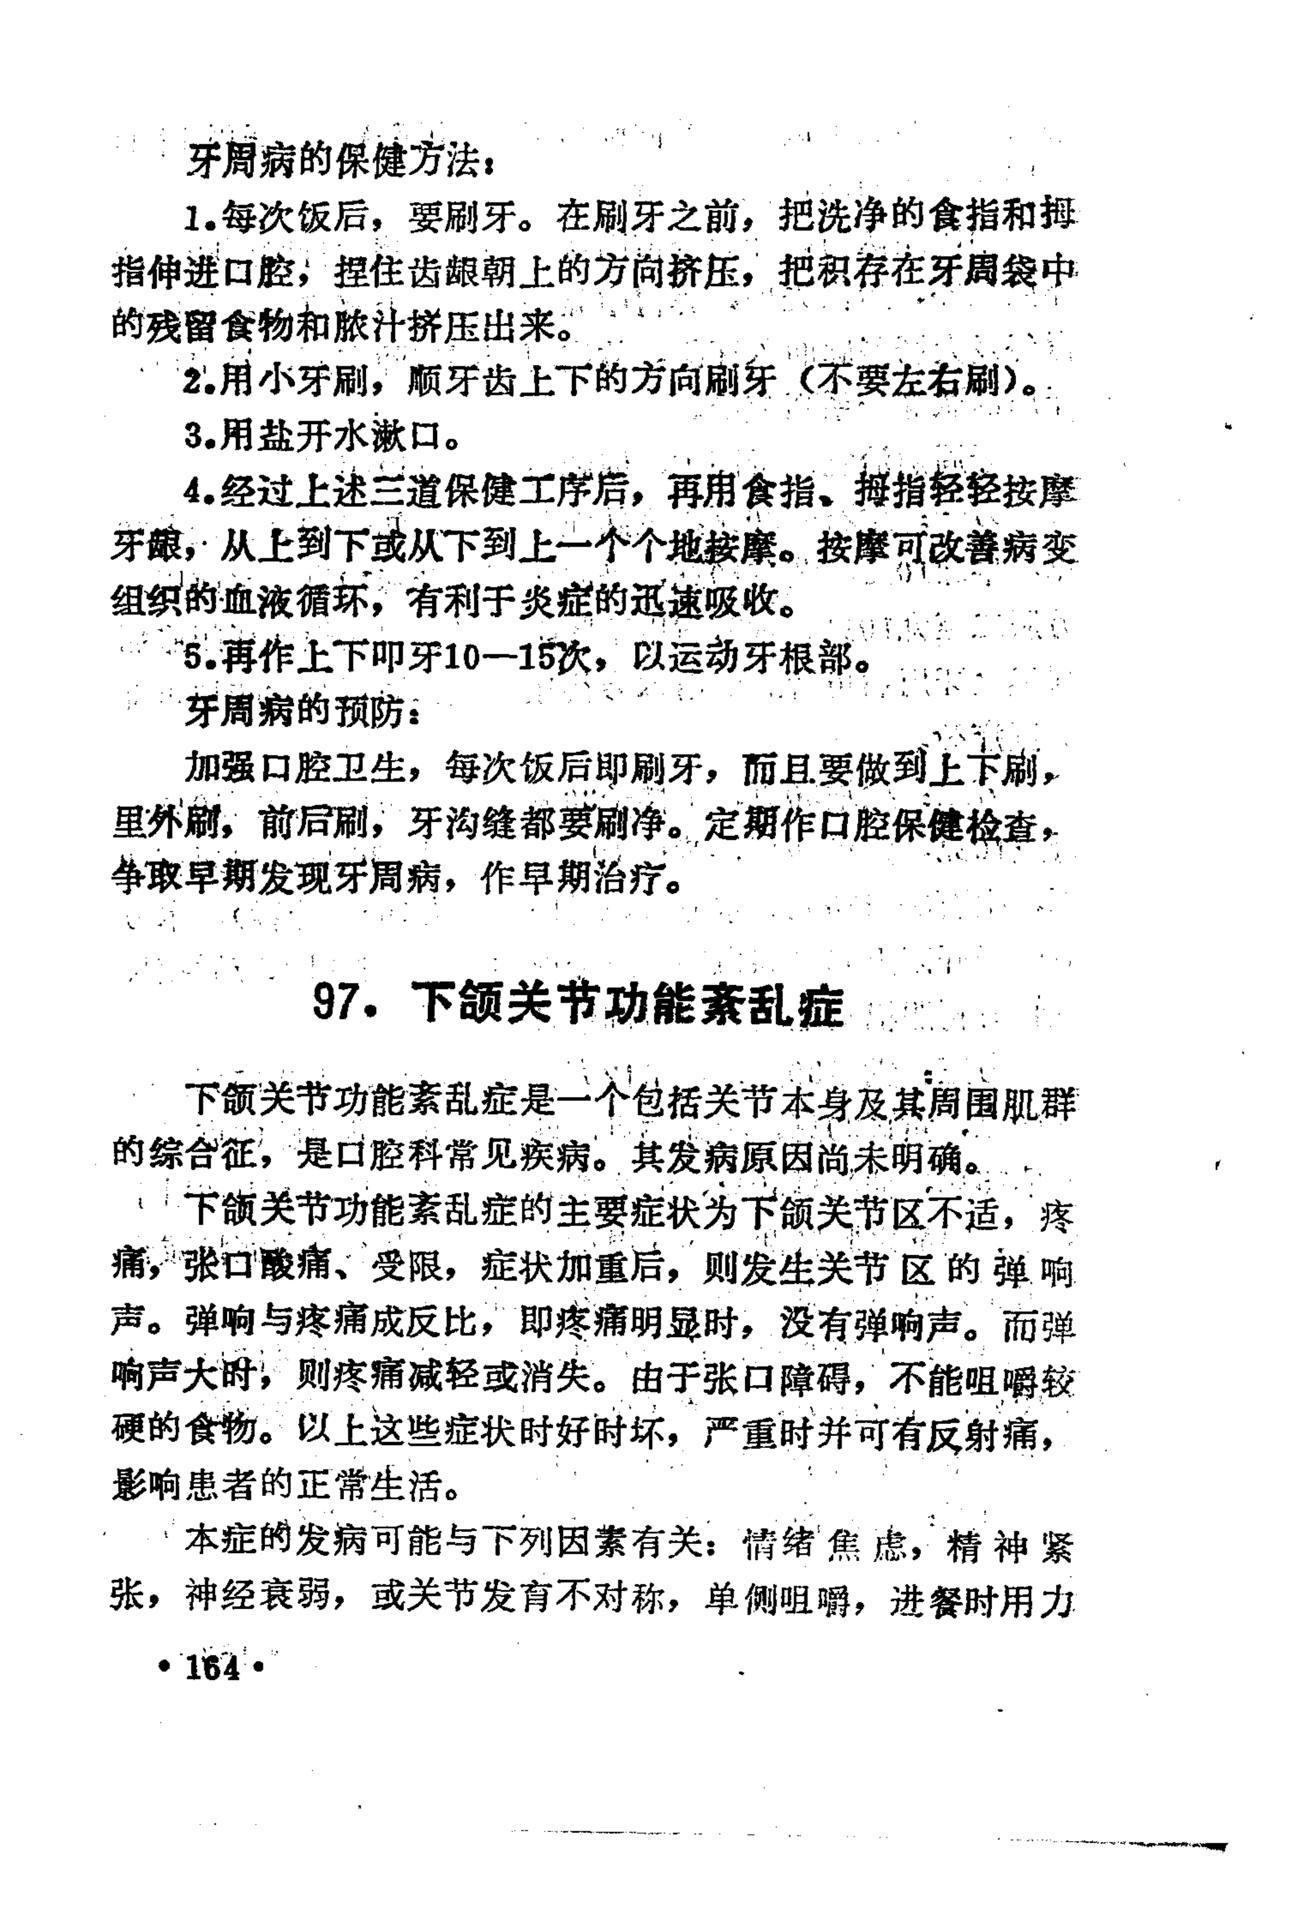 牙周病的保健方法：
1.每次饭后，要刷牙。在刷牙之前，把洗净的食指和拇
指伸进口腔，捏住齿龈朝上的方向挤压，把积存在牙周袋中
的残留食物和脓汁挤压出来。
2.用小牙刷，顺牙齿上下的方向刷牙（不要左右刷）。
3.用盐开水漱口。
4.经过上述三道保健工序后，再用食指、拇指轻轻按摩
牙龈，从上到下或从下到上一个个地按摩。按摩可改善病变
组织的血液循环，有利于炎症的迅速吸收。
5.再作上下叩牙10—15次，以运动牙根部。
牙周病的预防：
加强口腔卫生，每次饭后即刷牙，而且要做到上下刷，
里外刷，前后刷，牙沟缝都要刷净。定期作口腔保健检查，
争取早期发现牙周病，作早期治疗。
97．下颌关节功能紊乱症
下颌关节功能紊乱症是一个包括关节本身及其周围肌群
的综合征，是口腔科常见疾病。其发病原因尚未明确。
下颌关节功能紊乱症的主要症状为下颌关节区不适，疼
痛，张口酸痛、受限，症状加重后，则发生关节区的弹响
声。弹响与疼痛成反比，即疼痛明显时，没有弹响声。而弹
响声大时，则疼痛减轻或消失。由于张口障碍，不能咀嚼较
硬的食物。以上这些症状时好时坏，严重时并可有反射痛，
影响患者的正常生活。
本症的发病可能与下列因素有关：情绪焦虑，精神紧
张，神经衰弱，或关节发育不对称，单侧咀嚼，进餐时用力
•164•